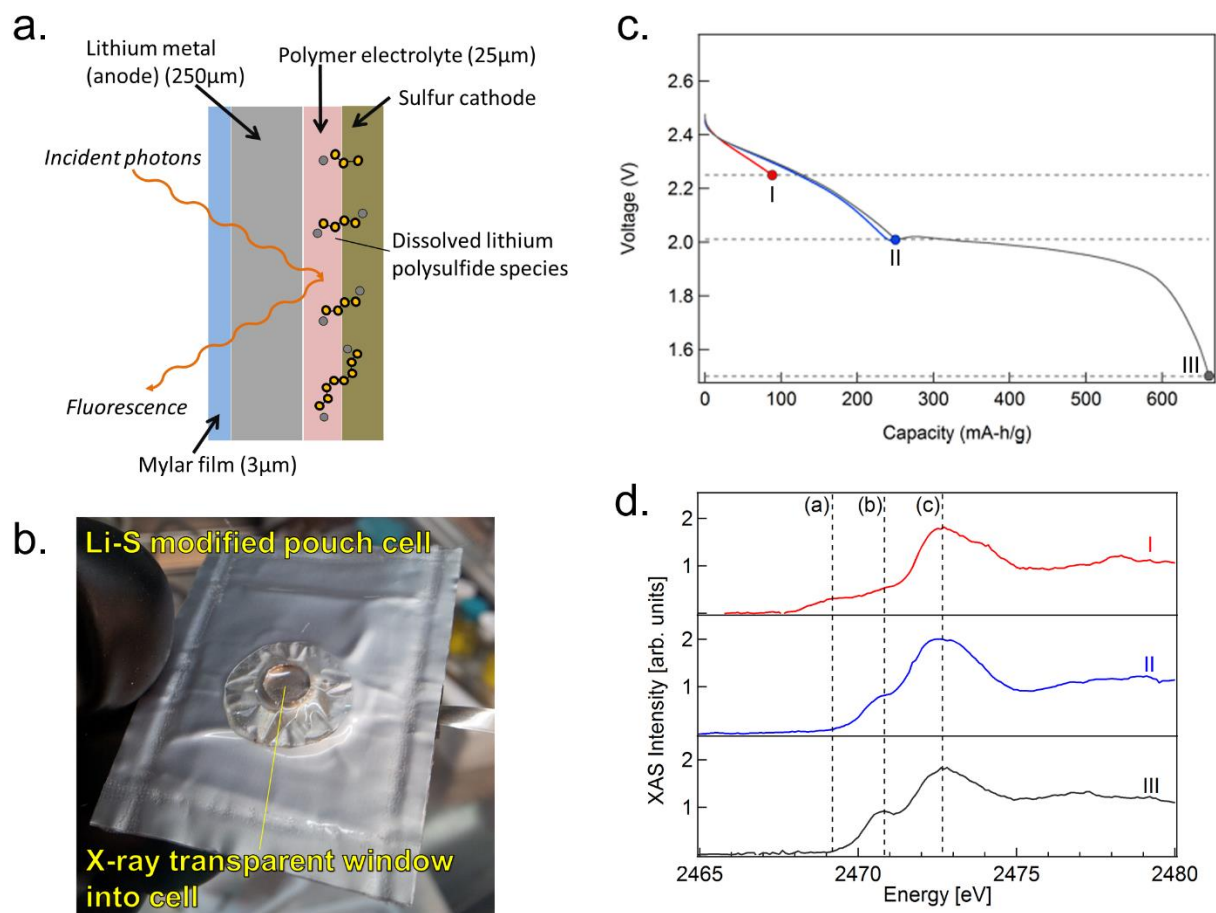 a.
Lithium metal
(anode) (250μm)
Polymer electrolyte (25μm)
Sulfur cathode
Incident photons
Dissolved lithium
polysulfide species
Fluorescence
Mylar film (3μm)
b.
Li-S modified pouch cell
X-ray transparent window
into cell
c.
2.6
2.4
2.2
2.0
1.8
1.6
Voltage (V)
I
II
III
0
100
200
300
400
500
600
Capacity (mA-h/g)
d.
(a)
(b)
(c)
2
1
I
2
1
II
2
1
III
XAS Intensity [arb. units]
2465
2470
2475
2480
Energy [eV]